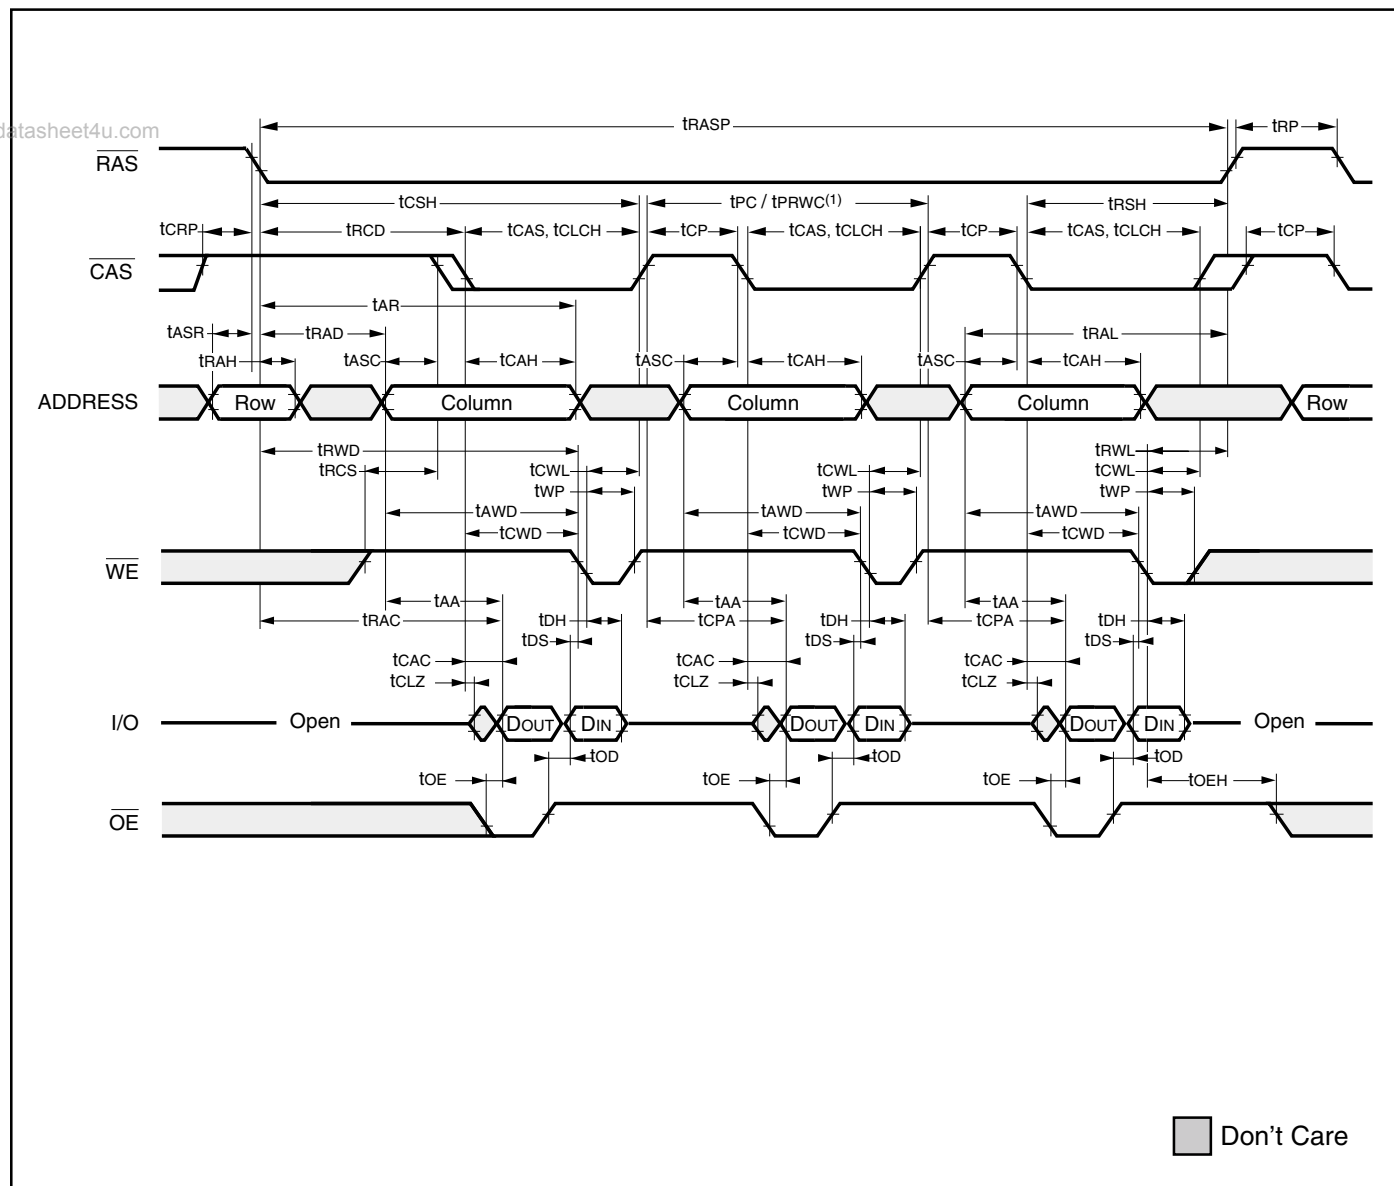 datasheet4u.com
tRASP tRP
RAS
tCSH tPC / tPRWC(1) tRSH
tCRP tRCD tCAS, tCLCH tCP tCAS, tCLCH tCP tCAS, tCLCH tCP
CAS
tAR
tASR tRAD tRAL
tRAH tASC tCAH tASC tCAH tASC tCAH
ADDRESS Row Column Column Column Row
tRWD tRWL
tRCS tCWL tCWL tCWL
tWP tWP tWP
tAWD tAWD tAWD
tCWD tCWD tCWD
WE
tAA tAA tAA
tRAC tDH tCPA tDH tCPA tDH
tDS tDS tDS
tCAC tCAC tCAC
tCLZ tCLZ tCLZ
I/O Open DOUT DIN DOUT DIN DOUT DIN Open
tOD tOD tOD
tOE tOE tOE tOEH
OE
Don't Care